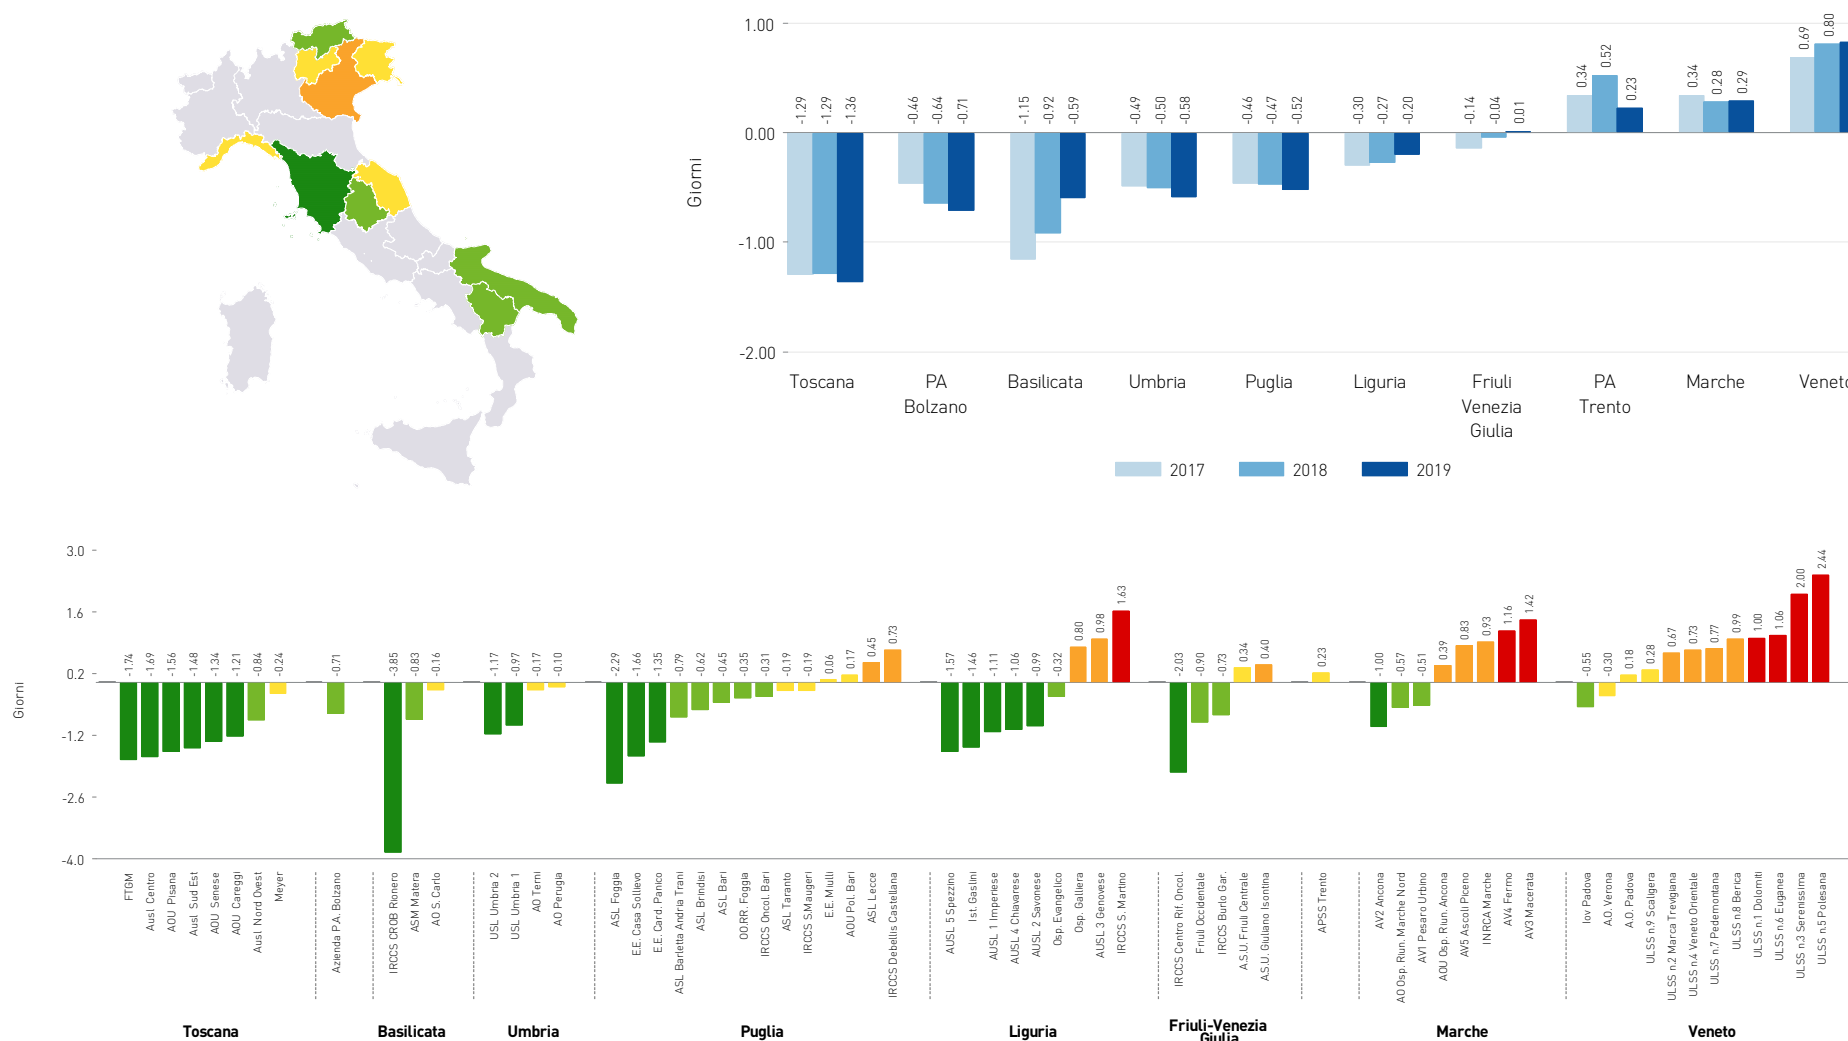 1.00
0.00
-1.00
-2.00
Giorni
-1.29 -1.29 -1.36
-0.46 -0.64 -0.71
-1.15 -0.92 -0.59
-0.49 -0.50 -0.58
-0.46 -0.47 -0.52
-0.30 -0.27 -0.20
-0.14 -0.04 0.01
0.34 0.52 0.23
0.34 0.28 0.29
0.69 0.80
Toscana
PA
Bolzano
Basilicata
Umbria
Puglia
Liguria
Friuli
Venezia
Giulia
PA
Trento
Marche
Veneto
2017 2018 2019
Giorni
3.0
1.6
0.2
-1.2
-2.6
-4.0
-1.74 -1.69 -1.56 -1.48 -1.34 -1.21 -0.84 -0.24
-0.71
-3.85 -0.83 -0.16
-1.17 -0.97 -0.17 -0.10
-2.29 -1.66 -1.35 -0.79 -0.62 -0.45 -0.35 -0.31 -0.19 -0.19 0.06 0.17 0.45 0.73
-1.57 -1.46 -1.11 -1.06 -0.99 -0.32 0.80 0.98 1.63
-2.03 -0.90 -0.73 0.34 0.40
0.23
-1.00 -0.57 -0.51 0.39 0.83 0.93 1.16 1.42
-0.55 -0.30 0.18 0.28 0.67 0.73 0.77 0.99 1.00 1.06 2.00 2.44
FTGM
Ausl Centro
AOU Pisana
Ausl Sud Est
AOU Senese
AOU Careggi
Ausl Nord Ovest
Meyer
Azienda P.A. Bolzano
IRCCS CROB Rionero
ASM Matera
AO S. Carlo
USL Umbria 2
USL Umbria 1
AO Terni
AO Perugia
ASL Foggia
E.E. Casa Sollievo
E.E. Card. Panico
ASL Barletta Andria Trani
ASL Brindisi
ASL Bari
OO.RR. Foggia
IRCCS Oncol. Bari
ASL Taranto
IRCCS S.Maugeri
E.E. Miulli
AOU Pol. Bari
ASL Lecce
IRCCS Debellis Castellana
AUSL 5 Spezzino
Ist. Gaslini
AUSL 1 Imperiese
AUSL 4 Chiavarese
AUSL 2 Savonese
Osp. Evangelico
Osp. Galliera
AUSL 3 Genovese
IRCCS S. Martino
IRCCS Centro Rif. Oncol.
Friuli Occidentale
IRCCS Burlo Gar.
A.S.U. Friuli Centrale
A.S.U. Giuliano Isontina
APSS Trento
AV2 Ancona
AO Osp. Riun. Marche Nord
AV1 Pesaro Urbino
AOU Osp. Riun. Ancona
AV5 Ascoli Piceno
INRCA Marche
AV4 Fermo
AV3 Macerata
Iov Padova
A.O. Verona
A.O. Padova
ULSS n.9 Scaligera
ULSS n.2 Marca Trevigiana
ULSS n.4 Veneto Orientale
ULSS n.7 Pedemontana
ULSS n.8 Berica
ULSS n.1 Dolomiti
ULSS n.6 Euganea
ULSS n.3 Serenissima
ULSS n.5 Polesana
Toscana
Basilicata
Umbria
Puglia
Liguria
Friuli-Venezia
Giulia
Marche
Veneto